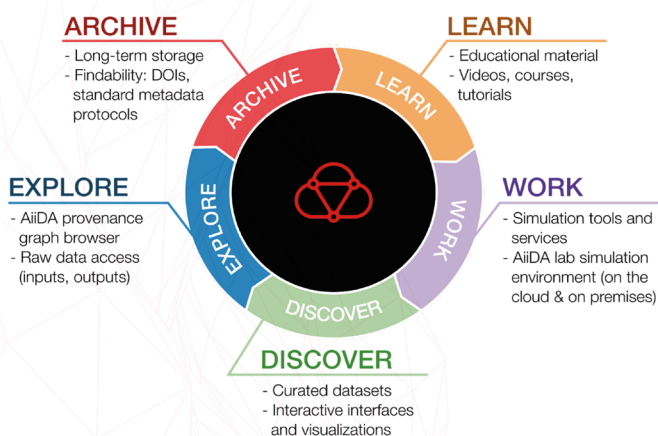 ARCHIVE
- Long-term storage
- Findability: DOIs,
standard metadata
protocols
LEARN
- Educational material
- Videos, courses,
tutorials
ARCHIVE
LEARN
EXPLORE
WORK
DISCOVER
EXPLORE
- AiiDA provenance
graph browser
- Raw data access
(inputs, outputs)
WORK
- Simulation tools and
services
- AiiDA lab simulation
environment (on the
cloud & on premises)
DISCOVER
- Curated datasets
- Interactive interfaces
and visualizations